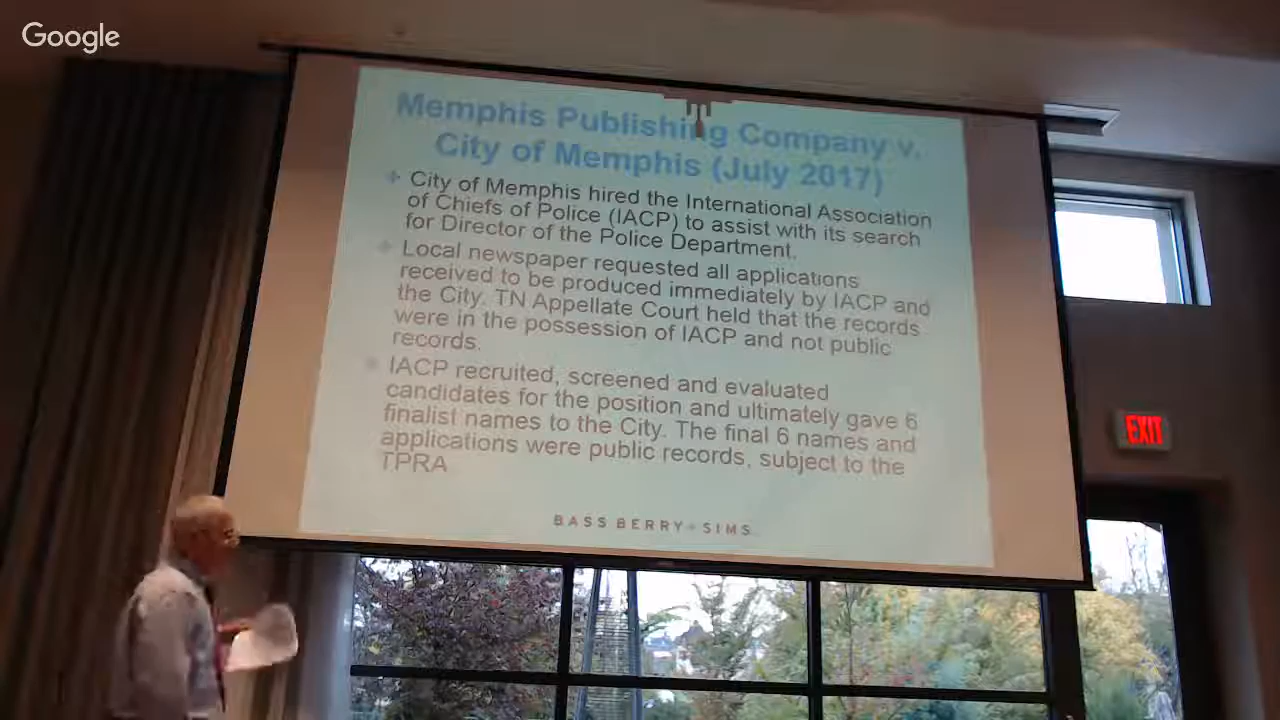 Google
Memphis Publishing Company v.
City of Memphis (July 2017)
City of Memphis hired the International Association
of Chiefs of Police (IACP) to assist with its search
for Director of the Police Department.
Local newspaper requested all applications
received to be produced immediately by IACP and
the City. TN Appellate Court held that the records
were in the possession of IACP and not public
records.
IACP recruited, screened and evaluated
candidates for the position and ultimately gave 6
finalist names to the City. The final 6 names and
applications were public records, subject to the
TPRA
BASS BERRY + SIMS
EXIT